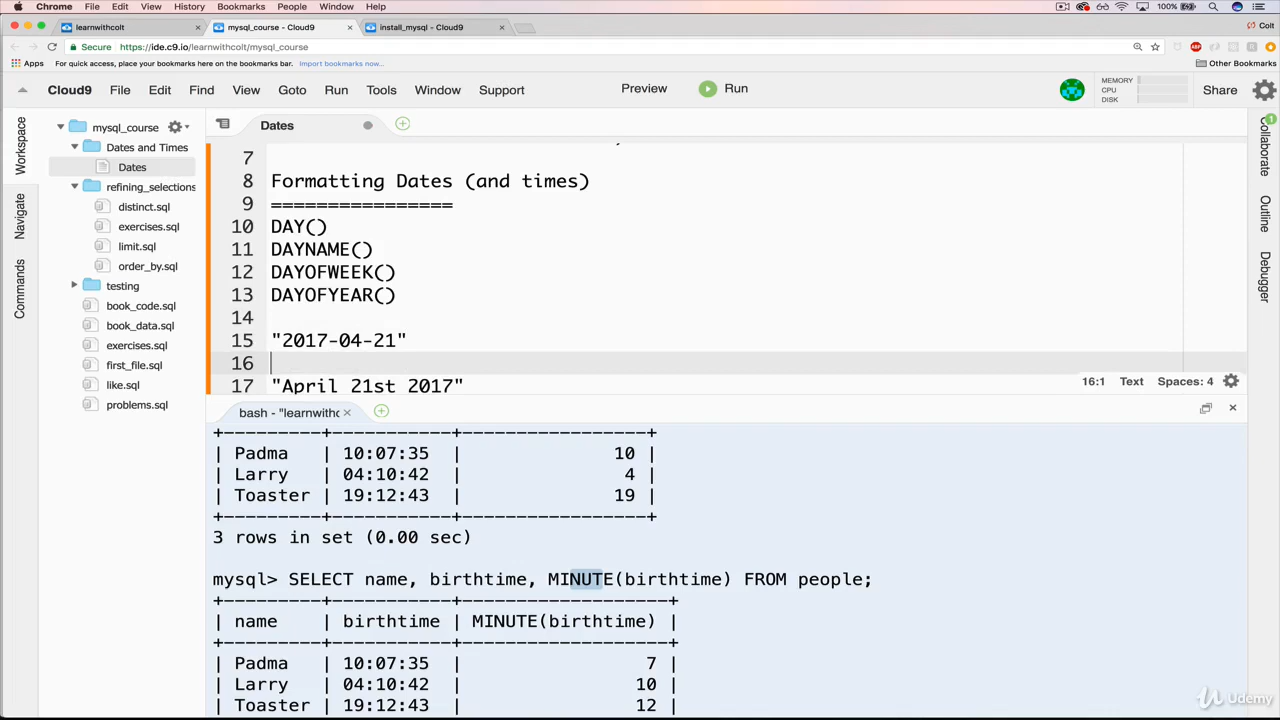 Chrome File Edit View History Bookmarks People Window Help 100%
learnwithcolt mysql_course - Cloud9 install_mysql - Cloud9 Colt
Secure https://ide.c9.io/learnwithcolt/mysql_course
Apps For quick access, place your bookmarks here on the bookmarks bar. Import bookmarks now... Other Bookmarks
Cloud9 File Edit View Find Goto Run Tools Window Support Preview Run MEMORY CPU DISK Share
Workspace
Navigate
Commands
mysql_course
Dates and Times
Dates
refining_selections
distinct.sql
exercises.sql
limit.sql
order_by.sql
testing
book_code.sql
book_data.sql
exercises.sql
first_file.sql
like.sql
problems.sql
Dates
7
8 Formatting Dates (and times)
9 ================
10 DAY()
11 DAYNAME()
12 DAYOFWEEK()
13 DAYOFYEAR()
14
15 "2017-04-21"
16
17 "April 21st 2017"
16:1 Text Spaces: 4
1
Collaborate
Outline
Debugger
bash - "learnwithc
+---------+-----------+-----------------+
| Padma | 10:07:35 | 10 |
| Larry | 04:10:42 | 4 |
| Toaster | 19:12:43 | 19 |
+---------+-----------+-----------------+
3 rows in set (0.00 sec)
mysql> SELECT name, birthtime, MINUTE(birthtime) FROM people;
+---------+-----------+-------------------+
| name | birthtime | MINUTE(birthtime) |
+---------+-----------+-------------------+
| Padma | 10:07:35 | 7 |
| Larry | 04:10:42 | 10 |
| Toaster | 19:12:43 | 12 |
Udemy